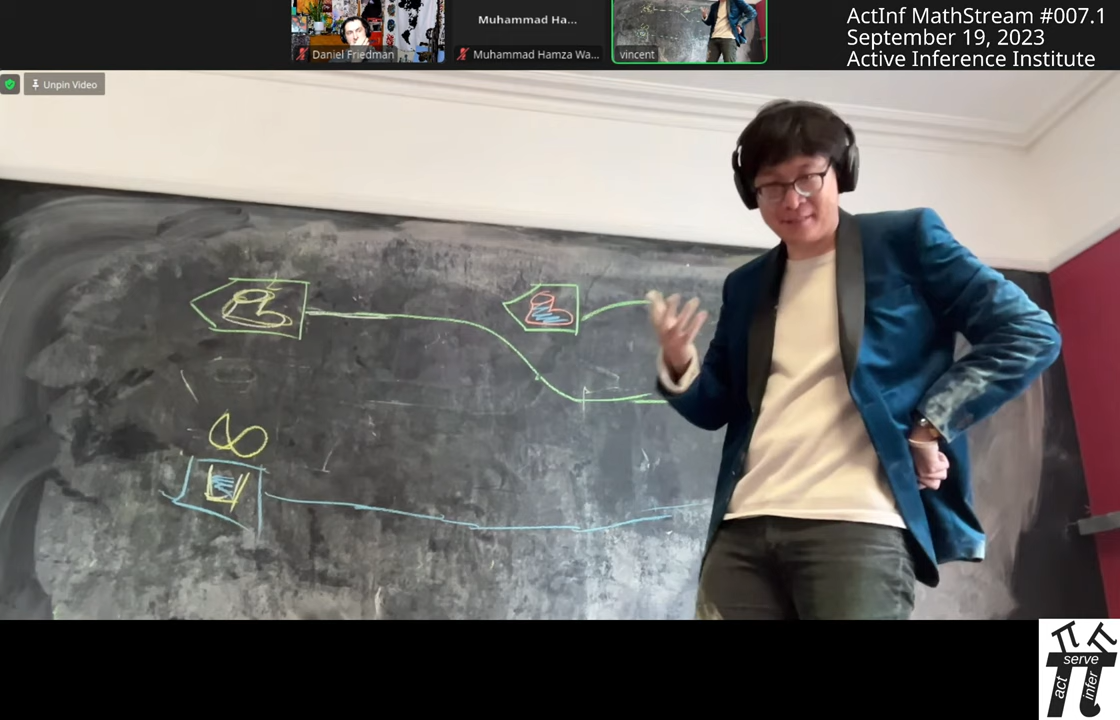 Muhammad Ha...
Daniel Friedman
Muhammad Hamza Wa...
vincent
ActInf MathStream #007.1
September 19, 2023
Active Inference Institute
Unpin Video
π π
serve
π
act
infer